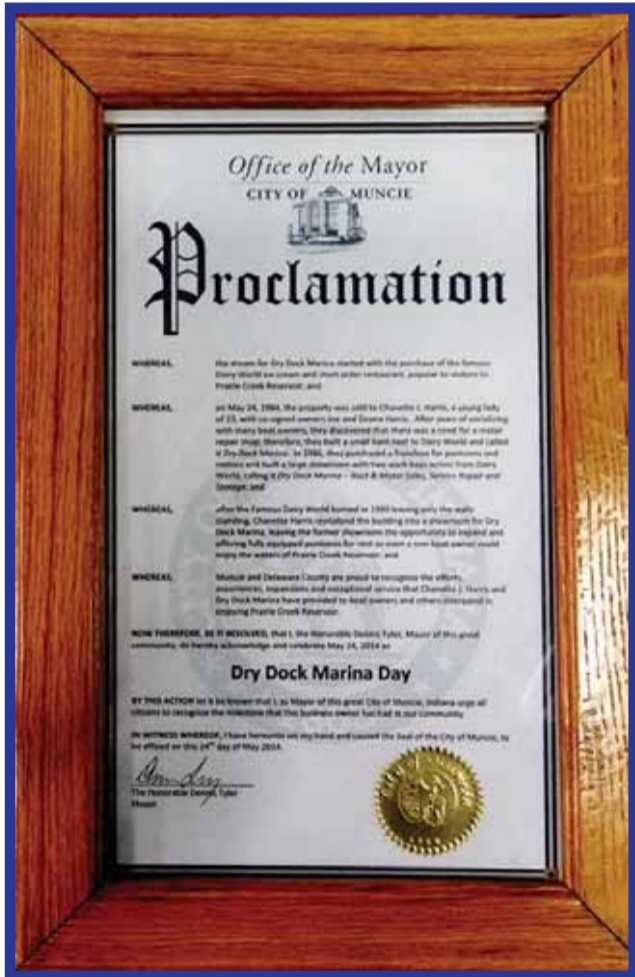 Office of the Mayor
CITY OF MUNCIE
Proclamation
WHEREAS, the dream for Dry Dock Marina started with the purchase of the famous
Dairy World ice cream and short order restaurant, popular to visitors to
Prairie Creek Reservoir; and
WHEREAS, on May 24, 1984, the property was sold to Chanette J. Harris, a young lady
of 23, with co-signed owners Joe and Harris. After years of socializing
with many boat owners, they discovered that there was a need for a motor
repair shop; therefore, they built a small barn next to Dairy World and called
it Dry Dock Marina. In 1986, they purchased a franchise for pontoons and
motors and built a large showroom with two work bays across from Dairy
World, calling it Dry Dock Marina – Boat & Motor Sales, Service Repair and
Storage; and
WHEREAS, after the Famous Dairy World burned in 1999 leaving only the walls
standing, Chanette Harris revitalized the building into a showroom for Dry
Dock Marina, leaving the former showroom the opportunity to expand and
offering fully equipped pontoons for rent so even a non-boat owner could
enjoy the waters of Prairie Creek Reservoir; and
WHEREAS, Muncie and Delaware County are proud to recognize the efforts,
experiences, expansions and exceptional service that Chanette J. Harris and
Dry Dock Marina have provided to boat owners and others interested in
enjoying Prairie Creek Reservoir.
NOW THEREFORE, BE IT RESOLVED, that I, the Honorable Dennis Tyler, Mayor of this great
community, do hereby acknowledge and celebrate May 24, 2014 as
Dry Dock Marina Day
BY THIS ACTION let it be known that I, as Mayor of this great City of Muncie, Indiana urge all
citizens to recognize the milestone that this business owner has had in our community.
IN WITNESS WHEREOF, I have hereunto set my hand and caused the Seal of the City of Muncie, to
be affixed on this 24th day of May 2014.
The Honorable Dennis Tyler
Mayor